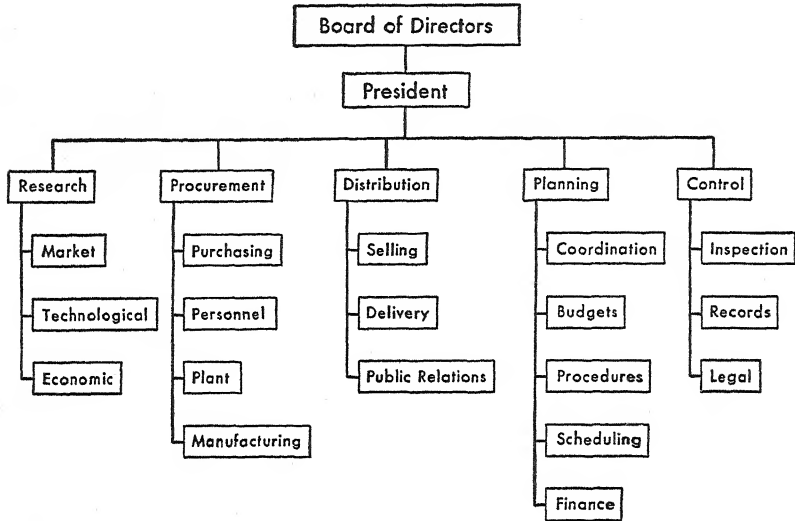 Board of Directors
President
Research
Procurement
Distribution
Planning
Control
Market
Technological
Economic
Purchasing
Personnel
Plant
Manufacturing
Selling
Delivery
Public Relations
Coordination
Budgets
Procedures
Scheduling
Finance
Inspection
Records
Legal